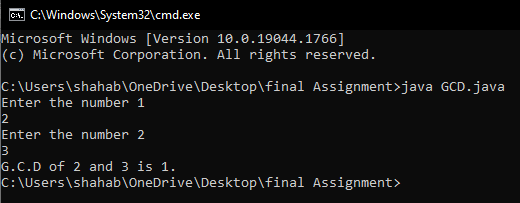 C:\Windows\System32\cmd.exe
Microsoft Windows [Version 10.0.19044.1766]
(c) Microsoft Corporation. All rights reserved.
C:\Users\shahab\OneDrive\Desktop\final Assignment>java GCD.java
Enter the number 1
2
Enter the number 2
3
G.C.D of 2 and 3 is 1.
C:\Users\shahab\OneDrive\Desktop\final Assignment>